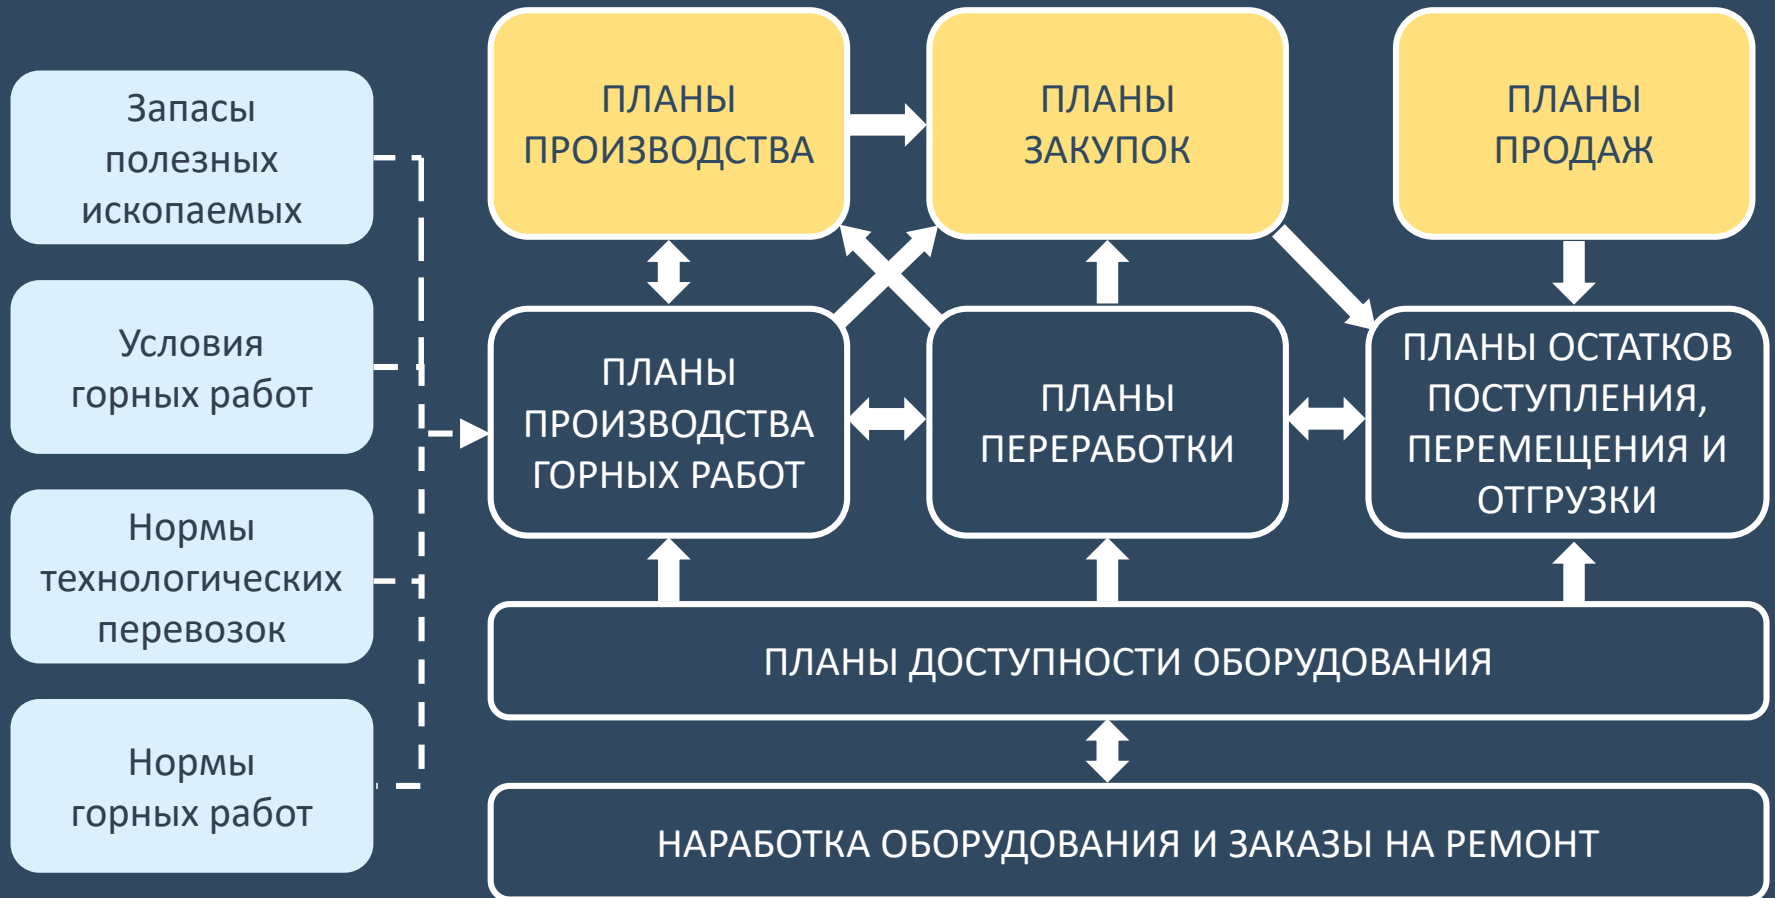 Запасы
полезных
ископаемых
Условия
горных работ
Нормы
технологических
перевозок
Нормы
горных работ
ПЛАНЫ
ПРОИЗВОДСТВА
ПЛАНЫ
ЗАКУПОК
ПЛАНЫ
ПРОДАЖ
ПЛАНЫ
ПРОИЗВОДСТВА
ГОРНЫХ РАБОТ
ПЛАНЫ
ПЕРЕРАБОТКИ
ПЛАНЫ ОСТАТКОВ
ПОСТУПЛЕНИЯ,
ПЕРЕМЕЩЕНИЯ И
ОТГРУЗКИ
ПЛАНЫ ДОСТУПНОСТИ ОБОРУДОВАНИЯ
НАРАБОТКА ОБОРУДОВАНИЯ И ЗАКАЗЫ НА РЕМОНТ